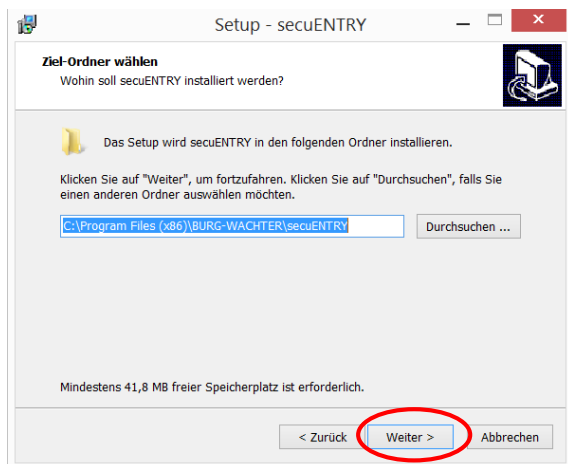 Setup - secuENTRY
Ziel-Ordner wählen
Wohin soll secuENTRY installiert werden?
Das Setup wird secuENTRY in den folgenden Ordner installieren.
Klicken Sie auf "Weiter", um fortzufahren. Klicken Sie auf "Durchsuchen", falls Sie
einen anderen Ordner auswählen möchten.
C:\Program Files (x86)\BURG-WACHTER\secuENTRY
Durchsuchen ...
Mindestens 41,8 MB freier Speicherplatz ist erforderlich.
< Zurück
Weiter >
Abbrechen